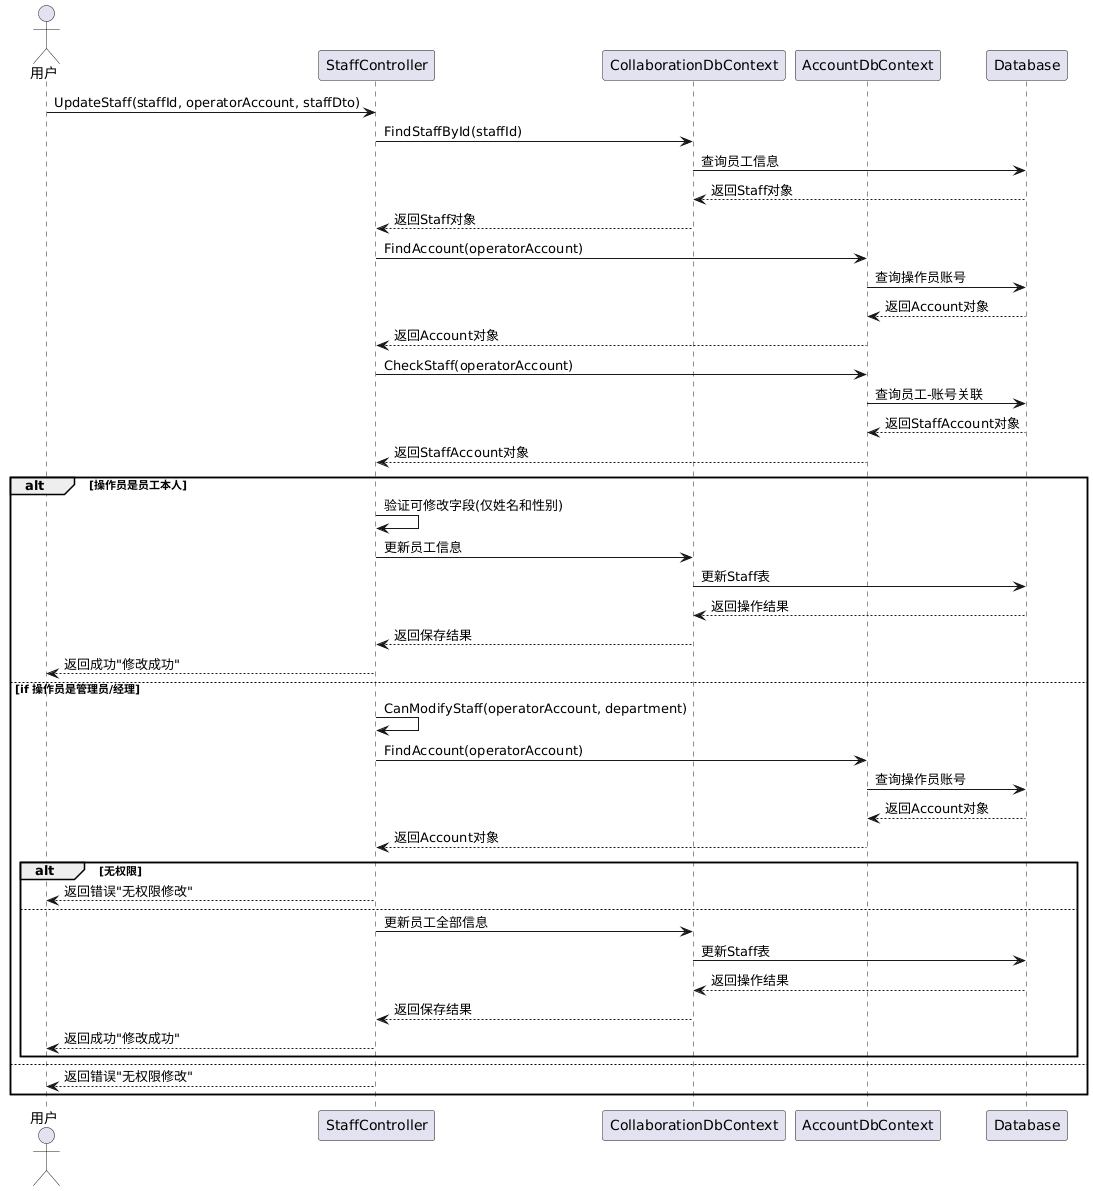 用户
StaffController
CollaborationDbContext
AccountDbContext
Database
UpdateStaff(staffId, operatorAccount, staffDto)
FindStaffById(staffId)
查询员工信息
返回Staff对象
返回Staff对象
FindAccount(operatorAccount)
查询操作员账号
返回Account对象
返回Account对象
CheckStaff(operatorAccount)
查询员工-账号关联
返回StaffAccount对象
返回StaffAccount对象
alt [操作员是员工本人]
验证可修改字段(仅姓名和性别)
更新员工信息
更新Staff表
返回操作结果
返回保存结果
返回成功"修改成功"
[if 操作员是管理员/经理]
CanModifyStaff(operatorAccount, department)
FindAccount(operatorAccount)
查询操作员账号
返回Account对象
返回Account对象
alt [无权限]
返回错误"无权限修改"
更新员工全部信息
更新Staff表
返回操作结果
返回保存结果
返回成功"修改成功"
返回错误"无权限修改"
用户
StaffController
CollaborationDbContext
AccountDbContext
Database